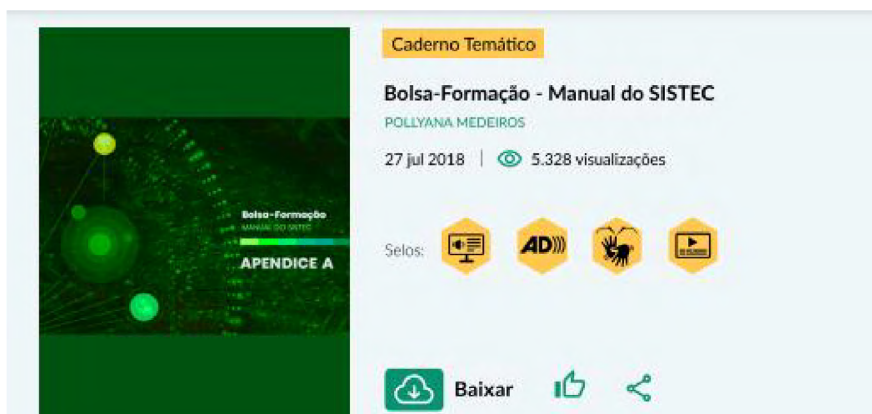 Caderno Temático
Bolsa-Formação - Manual do SISTEC
POLLYANA MEDEIROS
27 jul 2018 | 5.328 visualizações
Bolsa-Formação
MANUAL DO SISTEC
APENDICE A
Selos:
AD)))
Baixar